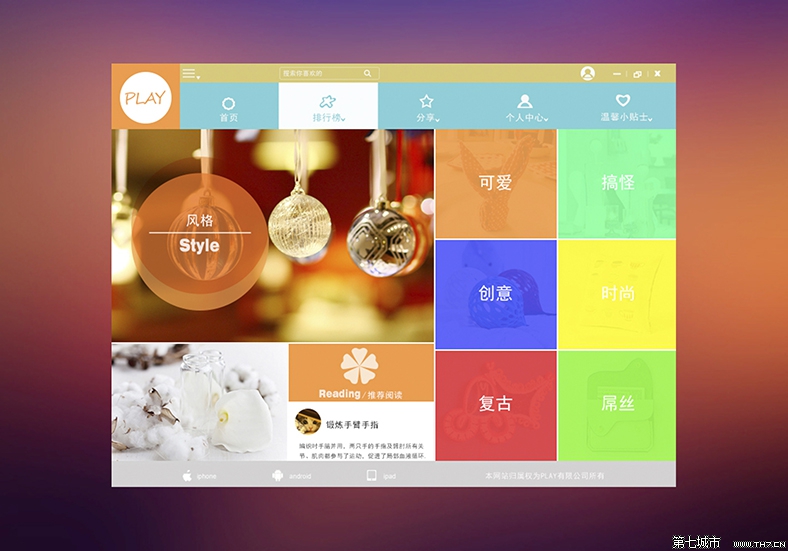 PLAY
搜索你喜欢的
首页
排行榜
分享
个人中心
温馨小贴士
风格
Style
可爱
搞怪
创意
时尚
复古
屌丝
Reading / 推荐阅读
锻炼手臂手指
编织时手指并用，两只手的手指及臂肘所有关
节、肌肉都参与了运动，促进了局部血液循环.
iphone
android
ipad
本网站归属权为PLAY有限公司所有
第七城市 WWW.TH7.CN